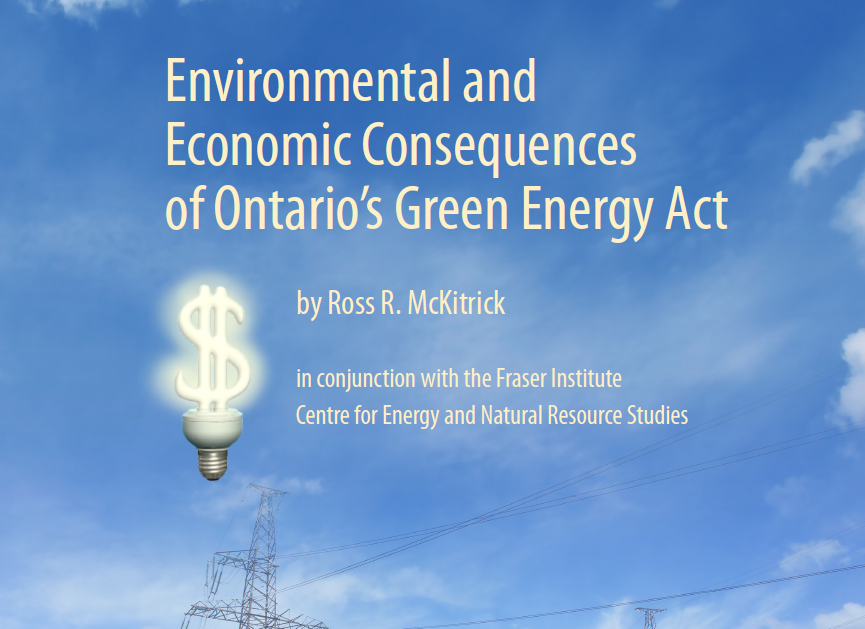 Environmental and
Economic Consequences
of Ontario’s Green Energy Act
by Ross R. McKitrick
in conjunction with the Fraser Institute
Centre for Energy and Natural Resource Studies